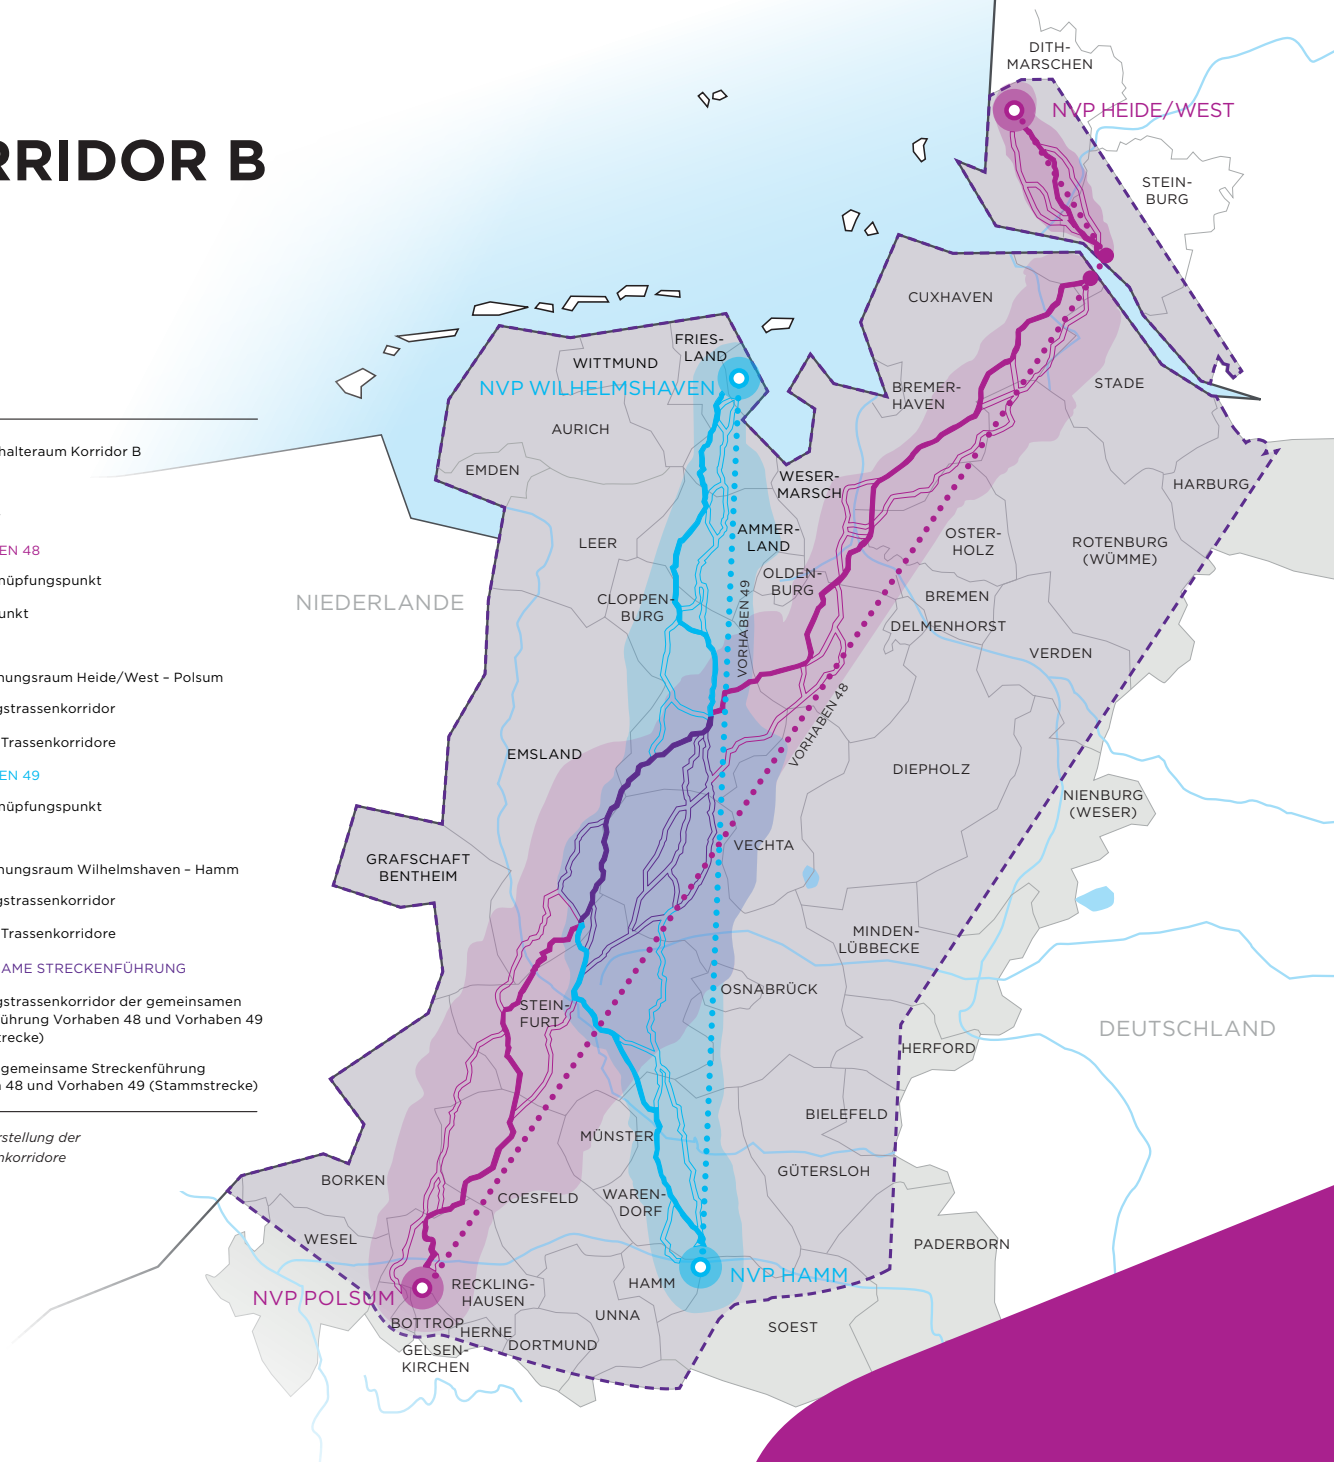 RRIDOR B
halteraum Korridor B
EN 48
nüpfungspunkt
unkt
nungsraum Heide/West – Polsum
gstrassenkorridor
Trassenkorridore
EN 49
nüpfungspunkt
nungsraum Wilhelmshaven – Hamm
gstrassenkorridor
Trassenkorridore
AME STRECKENFÜHRUNG
gstrassenkorridor der gemeinsamen
ührung Vorhaben 48 und Vorhaben 49
trecke)
gemeinsame Streckenführung
n 48 und Vorhaben 49 (Stammstrecke)
rstellung der
nkorridore
DITH-
MARSCHEN
NVP HEIDE/WEST
STEIN-
BURG
CUXHAVEN
FRIES-
LAND
WITTMUND
NVP WILHELMSHAVEN
BREMER-
HAVEN
STADE
AURICH
EMDEN
WESER-
MARSCH
HARBURG
LEER
AMMER-
LAND
OSTER-
HOLZ
ROTENBURG
(WÜMME)
NIEDERLANDE
CLOPPEN-
BURG
OLDEN-
BURG
BREMEN
DELMENHORST
VERDEN
VORHABEN 49
VORHABEN 48
EMSLAND
DIEPHOLZ
NIENBURG
(WESER)
GRAFSCHAFT
BENTHEIM
VECHTA
MINDEN-
LÜBBECKE
STEIN-
FURT
OSNABRÜCK
DEUTSCHLAND
HERFORD
BIELEFELD
MÜNSTER
GÜTERSLOH
BORKEN
COESFELD
WAREN-
DORF
WESEL
PADERBORN
NVP POLSUM
RECKLING-
HAUSEN
HAMM
NVP HAMM
UNNA
SOEST
BOTTROP
HERNE
DORTMUND
GELSEN-
KIRCHEN